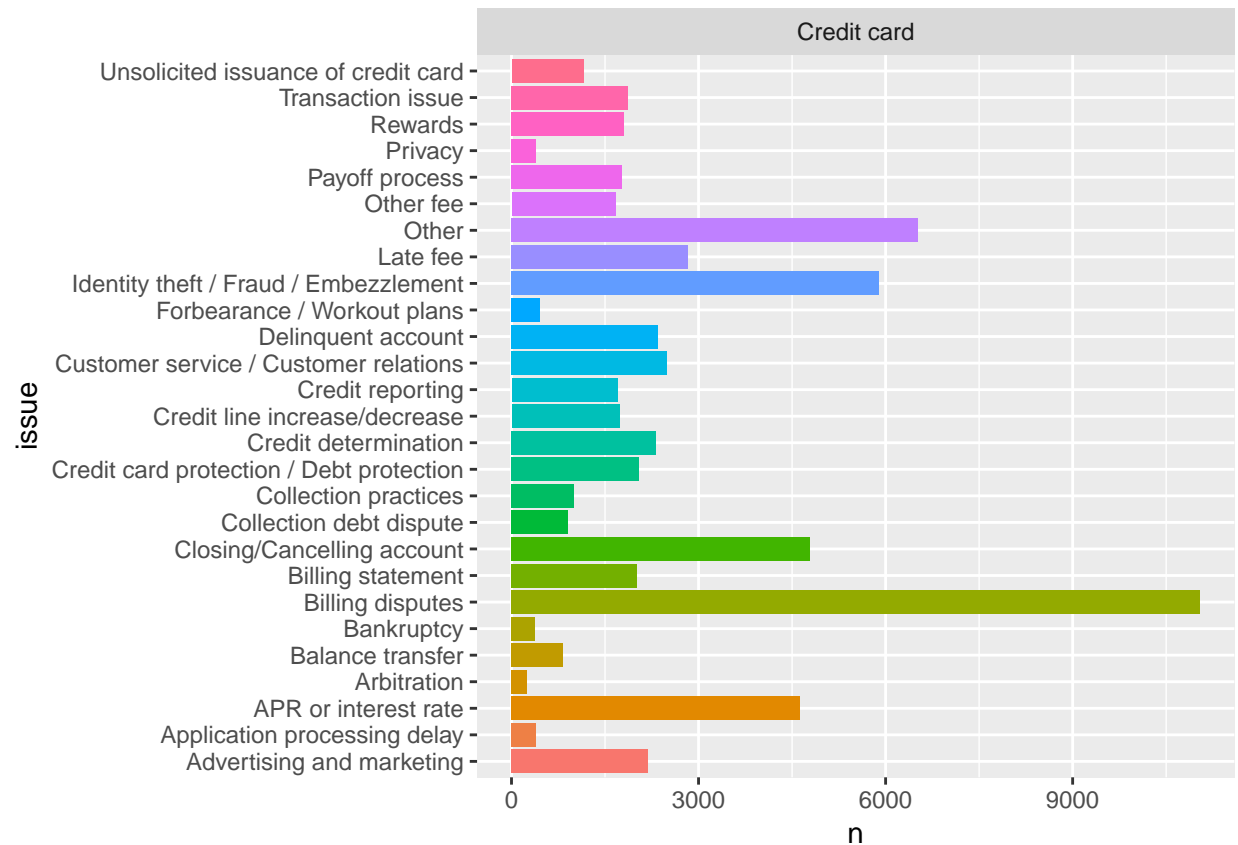 Credit card
Unsolicited issuance of credit card
Transaction issue
Rewards
Privacy
Payoff process
Other fee
Other
Late fee
Identity theft / Fraud / Embezzlement
Forbearance / Workout plans
Delinquent account
Customer service / Customer relations
Credit reporting
Credit line increase/decrease
Credit determination
Credit card protection / Debt protection
Collection practices
Collection debt dispute
Closing/Cancelling account
Billing statement
Billing disputes
Bankruptcy
Balance transfer
Arbitration
APR or interest rate
Application processing delay
Advertising and marketing
issue
0 3000 6000 9000
n